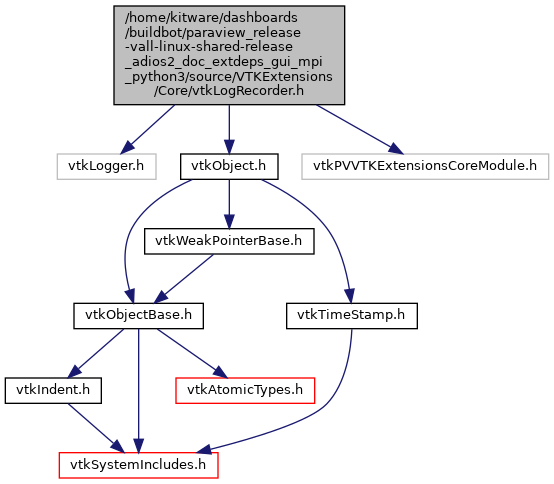 /home/kitware/dashboards
/buildbot/paraview_release
-vall-linux-shared-release
_adios2_doc_extdeps_gui_mpi
_python3/source/VTKExtensions
/Core/vtkLogRecorder.h
vtkLogger.h
vtkObject.h
vtkPVVTKExtensionsCoreModule.h
vtkWeakPointerBase.h
vtkObjectBase.h
vtkTimeStamp.h
vtkIndent.h
vtkAtomicTypes.h
vtkSystemIncludes.h